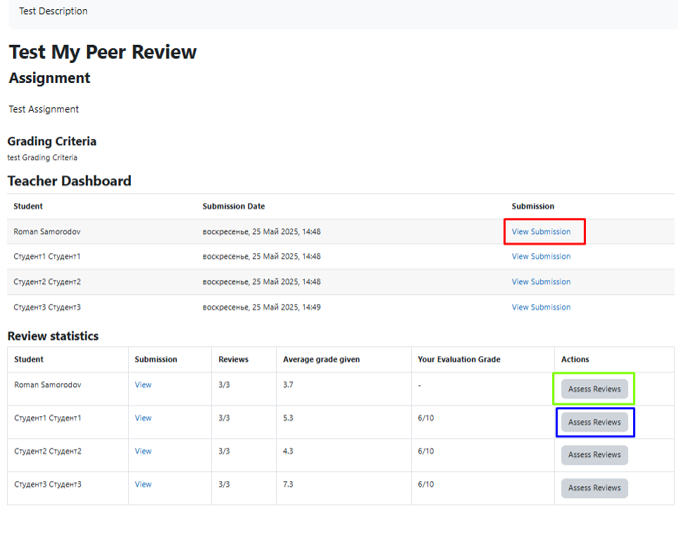 Test Description
Test My Peer Review
Assignment
Test Assignment
Grading Criteria
test Grading Criteria
Teacher Dashboard
Student Submission Date Submission
Roman Samorodov воскресенье, 25 Май 2025, 14:48 View Submission
Студент1 Студент1 воскресенье, 25 Май 2025, 14:48 View Submission
Студент2 Студент2 воскресенье, 25 Май 2025, 14:48 View Submission
Студент3 Студент3 воскресенье, 25 Май 2025, 14:49 View Submission
Review statistics
Student Submission Reviews Average grade given Your Evaluation Grade Actions
Roman Samorodov View 3/3 3.7 - Assess Reviews
Студент1 Студент1 View 3/3 5.3 6/10 Assess Reviews
Студент2 Студент2 View 3/3 4.3 6/10 Assess Reviews
Студент3 Студент3 View 3/3 7.3 6/10 Assess Reviews